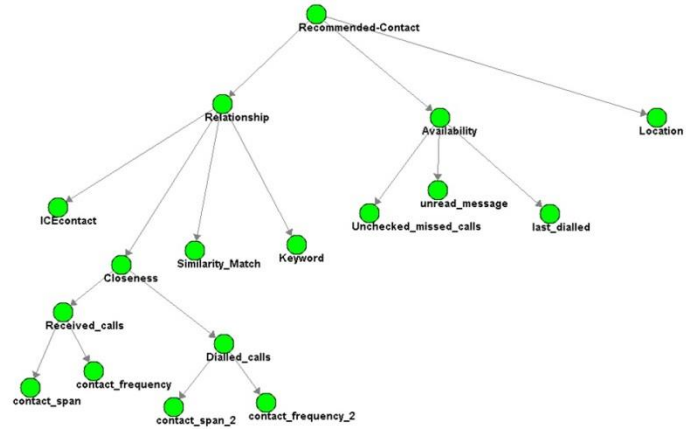 Recommended-Contact
Relationship
Availability
Location
ICEcontact
unread_message
Unchecked_missed_calls
last_dialled
Similarity_Match
Keyword
Closeness
Received_calls
Dialled_calls
contact_frequency
contact_span
contact_span_2
contact_frequency_2